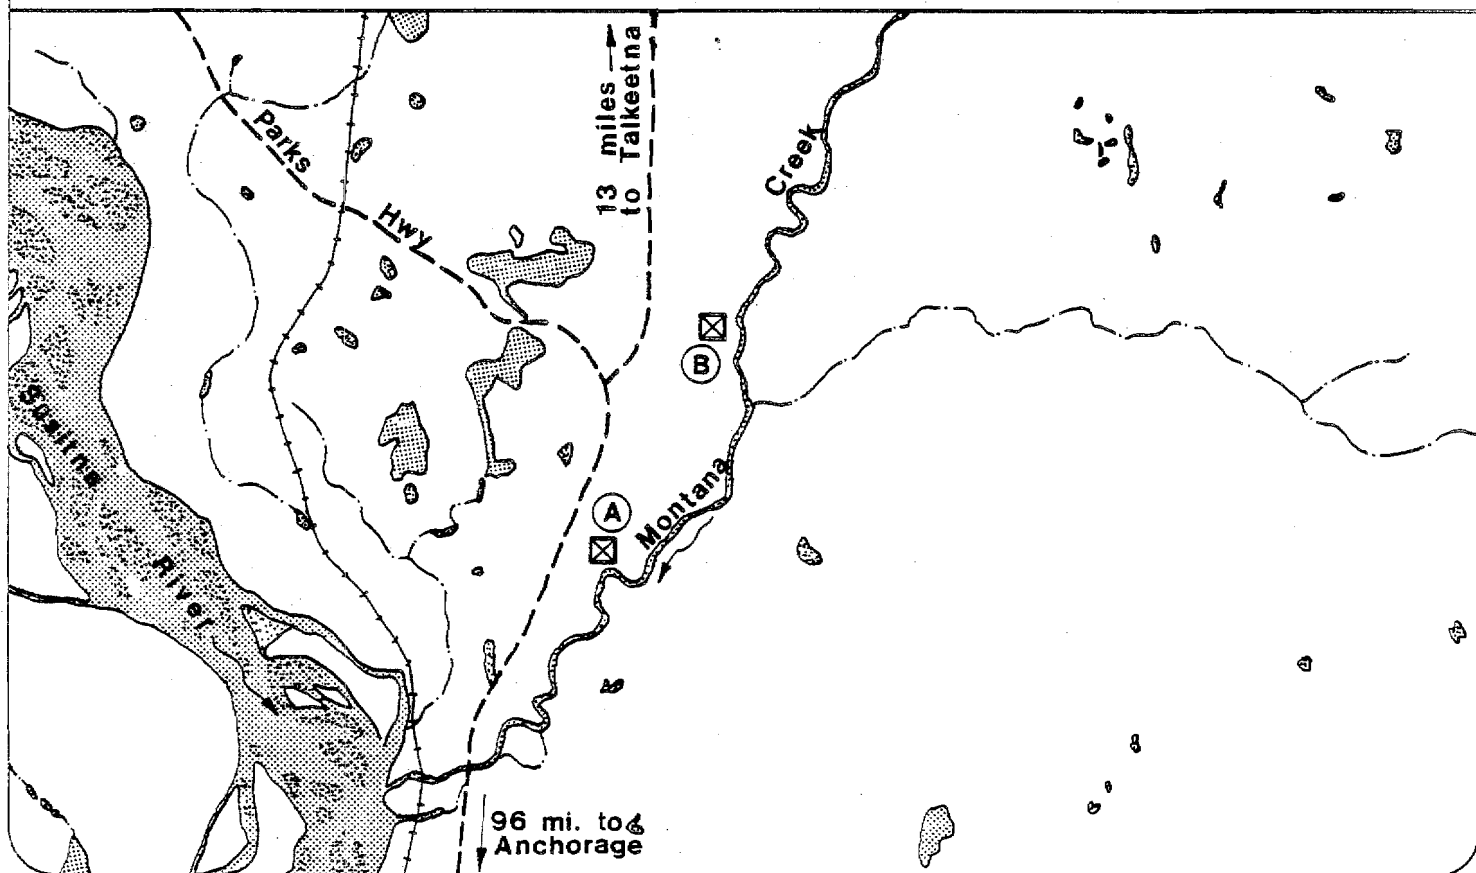 13 miles
to Talkeetna
Parks
Hwy
Creek
B
Susitna
River
A
Montana
96 mi. to
Anchorage